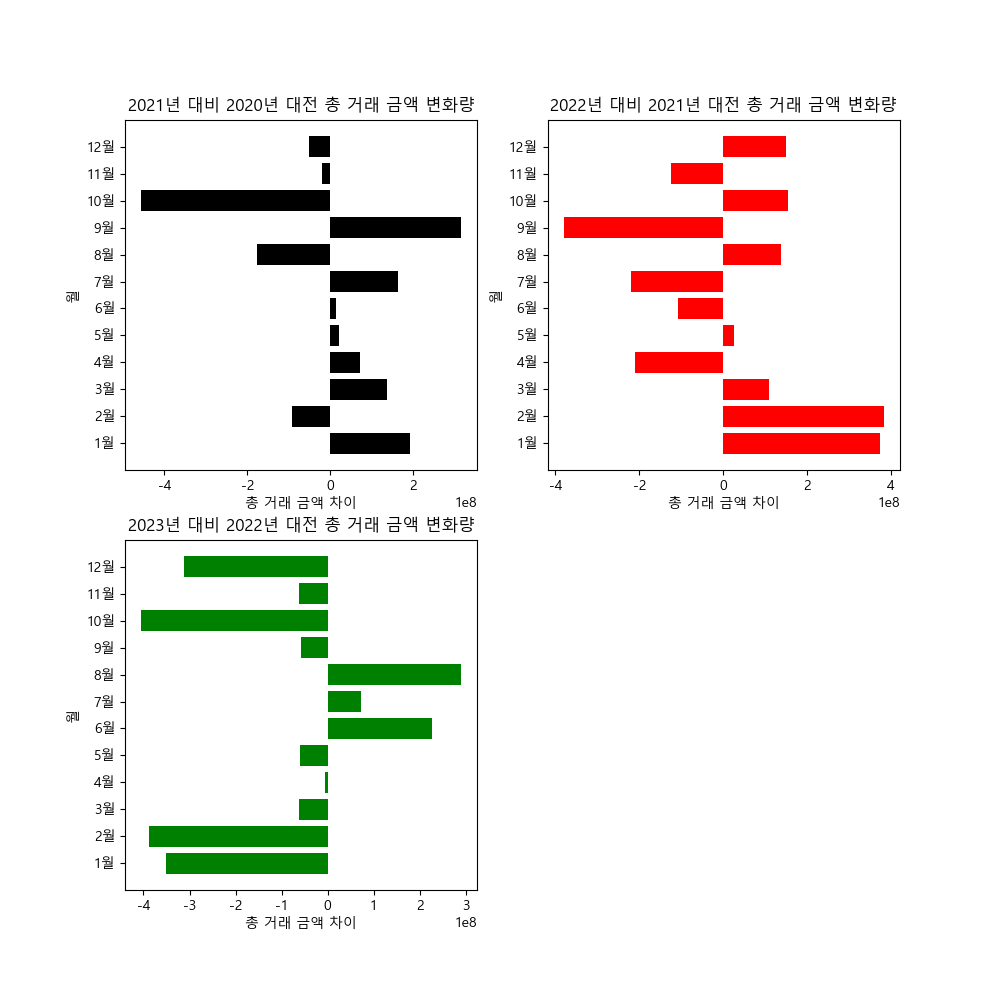 2021년 대비 2020년 대전 총 거래 금액 변화량
12월
11월
10월
9월
8월
7월
6월
5월
4월
3월
2월
1월
월
-4 -2 0 2
1e8
총 거래 금액 차이
2022년 대비 2021년 대전 총 거래 금액 변화량
12월
11월
10월
9월
8월
7월
6월
5월
4월
3월
2월
1월
월
-4 -2 0 2 4
1e8
총 거래 금액 차이
2023년 대비 2022년 대전 총 거래 금액 변화량
12월
11월
10월
9월
8월
7월
6월
5월
4월
3월
2월
1월
월
-4 -3 -2 -1 0 1 2 3
1e8
총 거래 금액 차이